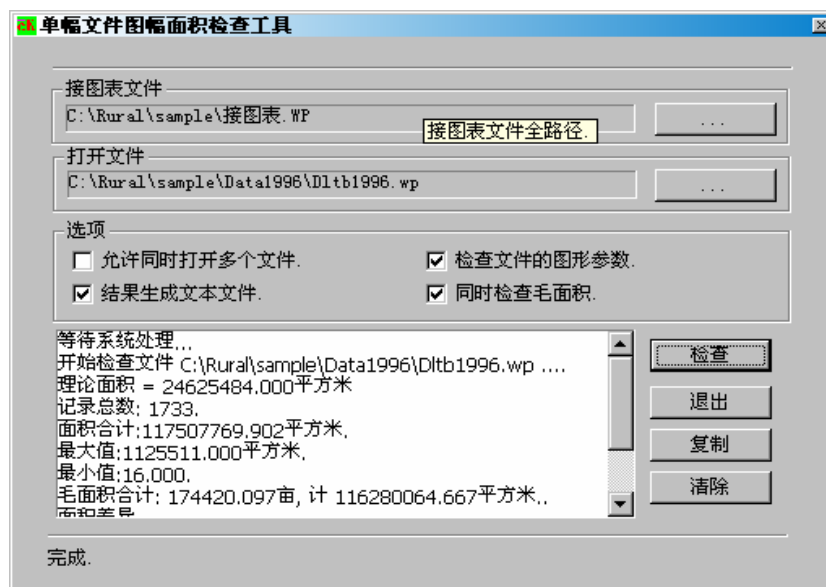 单幅文件图幅面积检查工具
接图表文件
C:\Rural\sample\接图表.WP
...
接图表文件全路径.
打开文件
C:\Rural\sample\Data1996\Dltb1996.wp
...
选项
允许同时打开多个文件.
检查文件的图形参数.
结果生成文本文件.
同时检查毛面积.
等待系统处理...
开始检查文件 C:\Rural\sample\Data1996\Dltb1996.wp ....
理论面积 = 24625484.000平方米
记录总数: 1733.
面积合计:117507769.902平方米.
最大值:1125511.000平方米.
最小值:16.000.
毛面积合计: 174420.097亩, 计 116280064.667平方米..
面积差异
检查
退出
复制
清除
完成.